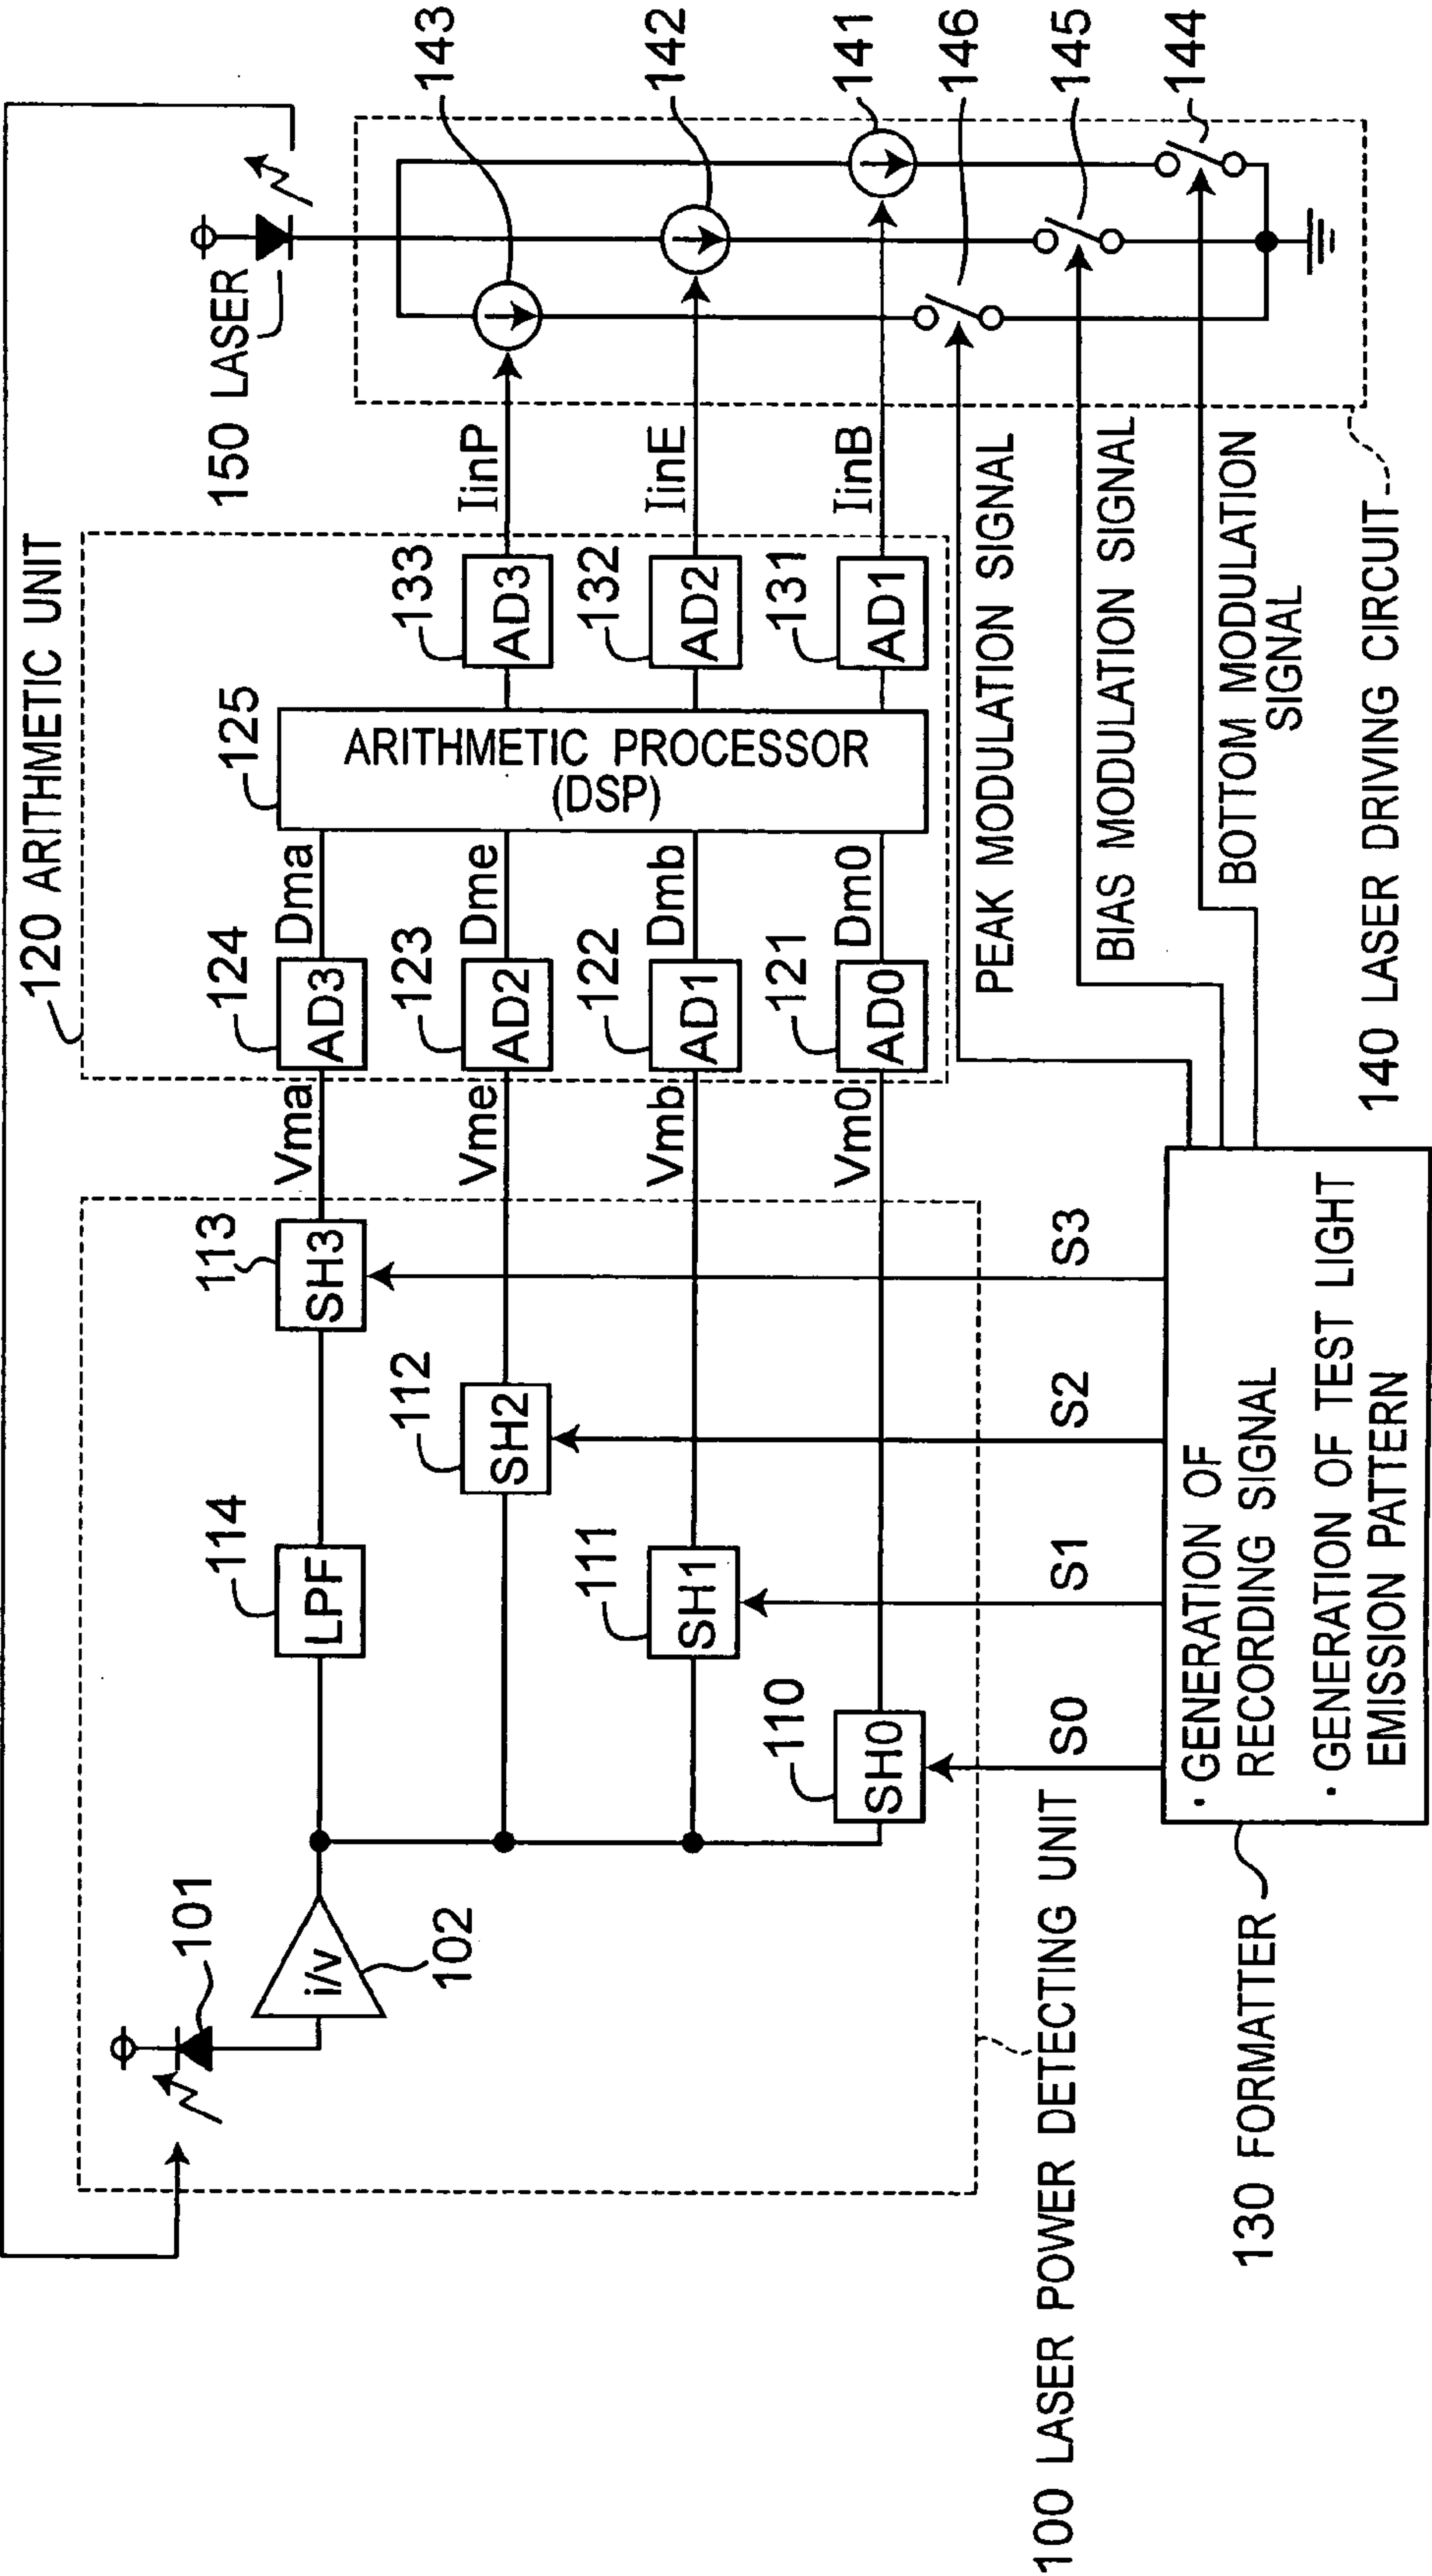 120 ARITHMETIC UNIT
150 LASER
143
142
141
146
145
144
101
i/v
102
114
LPF
113
SH3
112
SH2
111
SH1
110
SH0
Vma
Vme
Vmb
Vm0
124
AD3
123
AD2
122
AD1
121
AD0
Dma
Dme
Dmb
Dm0
125
ARITHMETIC PROCESSOR
(DSP)
133
AD3
132
AD2
131
AD1
IinP
IinE
IinB
S0
S1
S2
S3
PEAK MODULATION SIGNAL
BIAS MODULATION SIGNAL
BOTTOM MODULATION
SIGNAL
100 LASER POWER DETECTING UNIT
· GENERATION OF
RECORDING SIGNAL
· GENERATION OF TEST LIGHT
EMISSION PATTERN
130 FORMATTER
140 LASER DRIVING CIRCUIT